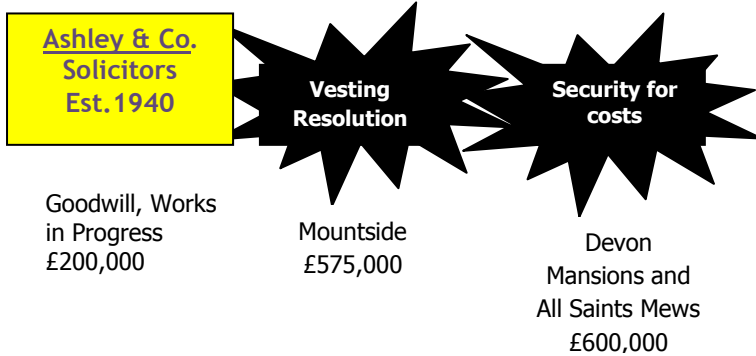 Ashley & Co.
Solicitors
Est.1940
Vesting
Resolution
Security for
costs
Goodwill, Works
in Progress
£200,000
Mountside
£575,000
Devon
Mansions and
All Saints Mews
£600,000